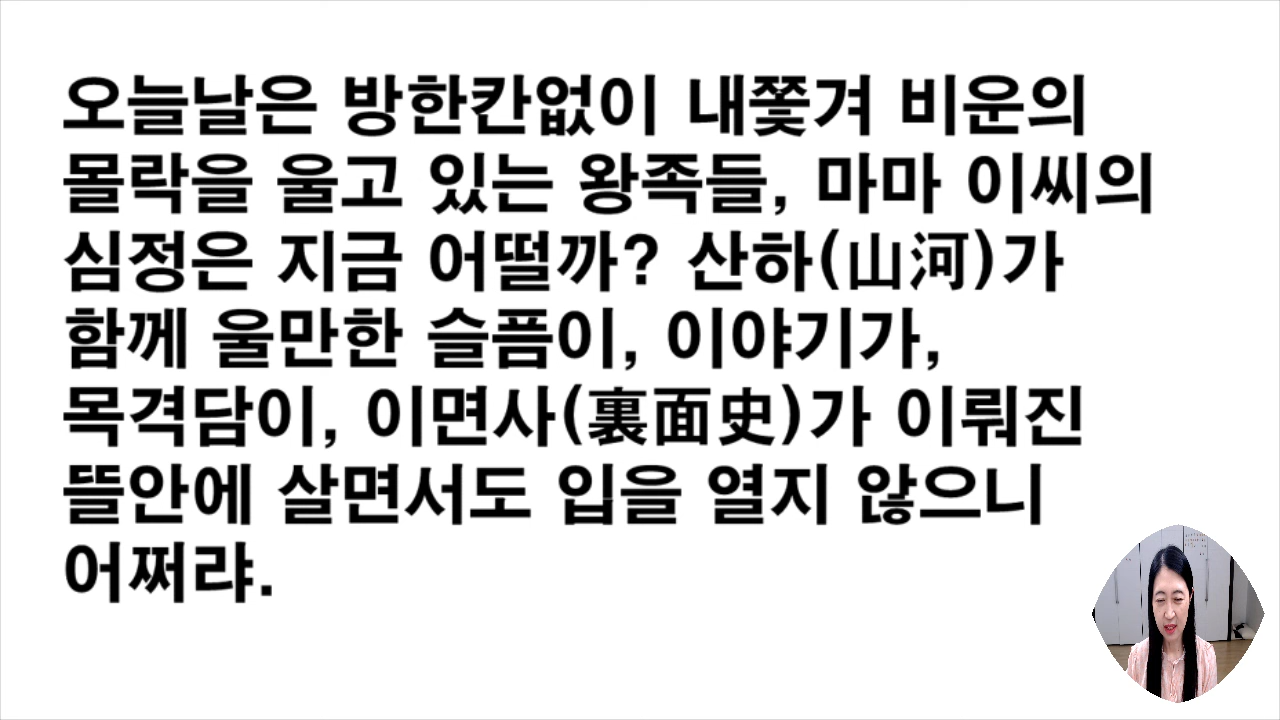 오늘날은 방한칸없이 내쫓겨 비운의
몰락을 울고 있는 왕족들, 마마 이씨의
심정은 지금 어떨까? 산하(山河)가
함께 울만한 슬픔이, 이야기가,
목격담이, 이면사(裏面史)가 이뤄진
뜰안에 살면서도 입을 열지 않으니
어쩌랴.